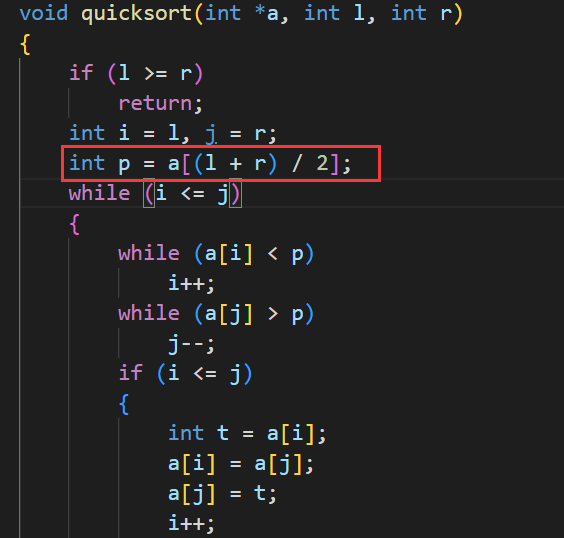 void quicksort(int *a, int l, int r)
{
if (l >= r)
return;
int i = l, j = r;
int p = a[(l + r) / 2];
while (i <= j)
{
while (a[i] < p)
i++;
while (a[j] > p)
j--;
if (i <= j)
{
int t = a[i];
a[i] = a[j];
a[j] = t;
i++;